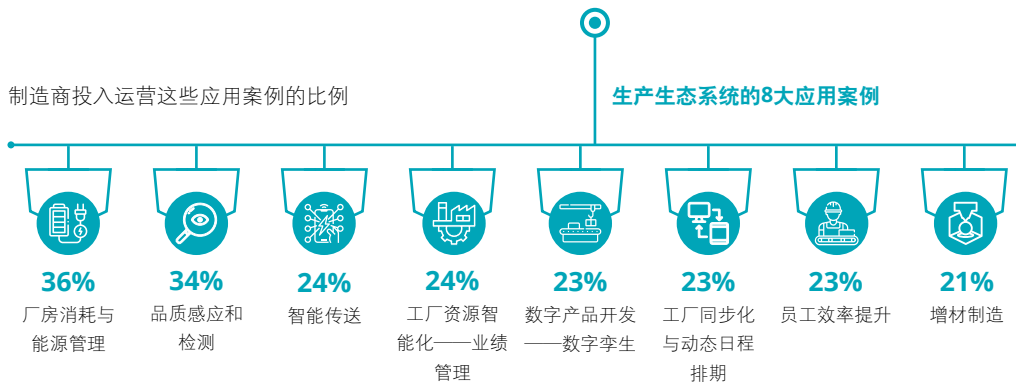 制造商投入运营这些应用案例的比例
生产生态系统的8大应用案例
36%
厂房消耗与
能源管理
34%
品质感应和
检测
24%
智能传送
24%
工厂资源智
能化——业绩
管理
23%
数字产品开发
——数字孪生
23%
工厂同步化
与动态日程
排期
23%
员工效率提升
21%
增材制造